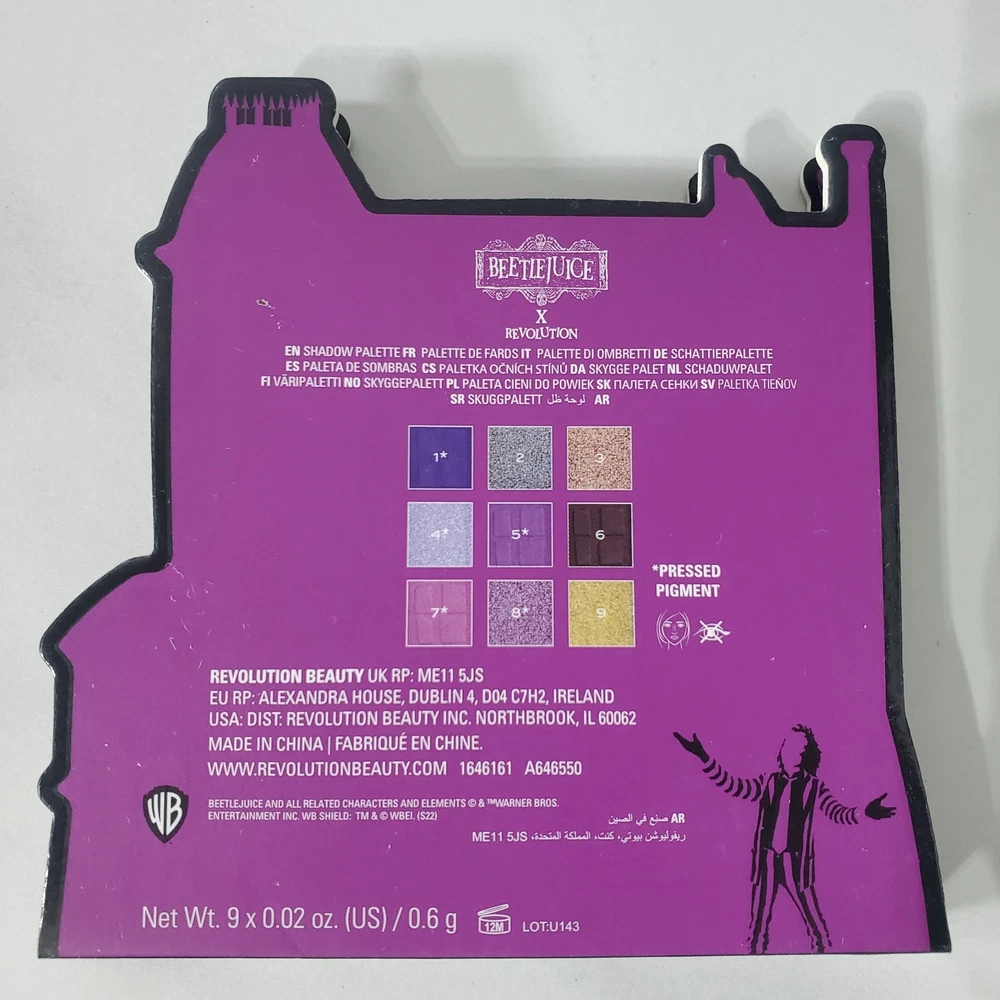 BEETLEJUICE
X
REVOLUTION
EN SHADOW PALETTE FR PALETTE DE FARDS IT PALETTE DI OMBRETTI DE SCHATTIERPALETTE
ES PALETA DE SOMBRAS CS PALETKA OČNÍCH STÍNŮ DA SKYGGE PALET NL SCHADUWPALET
FI VÄRIPALETTI NO SKYGGEPALETT PL PALETA CIENI DO POWIEK SK ПАЛЕТА СЕНКИ SV PALETKA TIEŇOV
SR SKUGGPALETT لوحة ظل AR
1* 2 3
4* 5* 6
7* 8* 9
*PRESSED
PIGMENT
REVOLUTION BEAUTY UK RP: ME11 5JS
EU RP: ALEXANDRA HOUSE, DUBLIN 4, D04 C7H2, IRELAND
USA: DIST: REVOLUTION BEAUTY INC. NORTHBROOK, IL 60062
MADE IN CHINA | FABRIQUÉ EN CHINE.
WWW.REVOLUTIONBEAUTY.COM 1646161 A646550
WB
BEETLEJUICE AND ALL RELATED CHARACTERS AND ELEMENTS © & ™WARNER BROS.
ENTERTAINMENT INC. WB SHIELD: TM & © WBEI. (S22)
AR صنع في الصين
ريفوليوشن بيوتي، كنت، المملكة المتحدة، ME11 5JS
Net Wt. 9 x 0.02 oz. (US) / 0.6 g
12M
LOT:U143